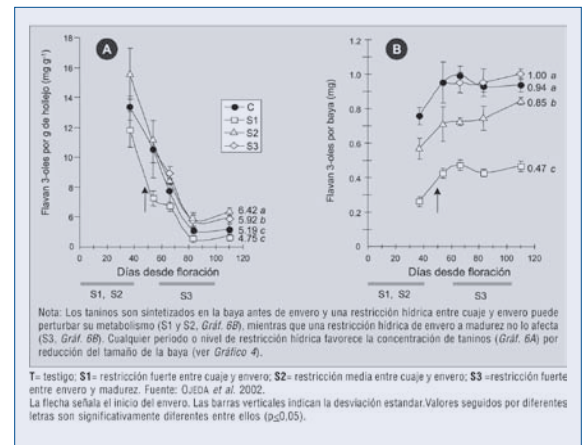 A
B
Flavan 3-oles por g de hollejo (mg g⁻¹)
18
16
14
12
10
8
6
4
0 20 40 60 80 100 120
Días desde floración
C
S1
S2
S3
6.42 a
5.92 b
5.19 c
4.75 c
S1, S2
S3
Flavan 3-oles por baya (mg)
1.2
1.0
0.8
0.6
0.4
0.2
0.0
0 20 40 60 80 100 120
Días desde floración
1.00 a
0.94 a
0.85 b
0.47 c
S1, S2
S3
Nota: Los taninos son sintetizados en la baya antes de envero y una restricción hídrica entre cuaje y envero puede
perturbar su metabolismo (S1 y S2, Gráf. 6B), mientras que una restricción hídrica de envero a madurez no lo afecta
(S3, Gráf. 6B). Cualquier periodo o nivel de restricción hídrica favorece la concentración de taninos (Gráf. 6A) por
reducción del tamaño de la baya (ver Gráfico 4).
T= testigo; S1= restricción fuerte entre cuaje y envero; S2= restricción media entre cuaje y envero; S3 =restricción fuerte
entre envero y madurez. Fuente: OJEDA et al. 2002.
La flecha señala el inicio del envero. Las barras verticales indican la desviación estandar.Valores seguidos por diferentes
letras son significativamente diferentes entre ellos (p≤0,05).